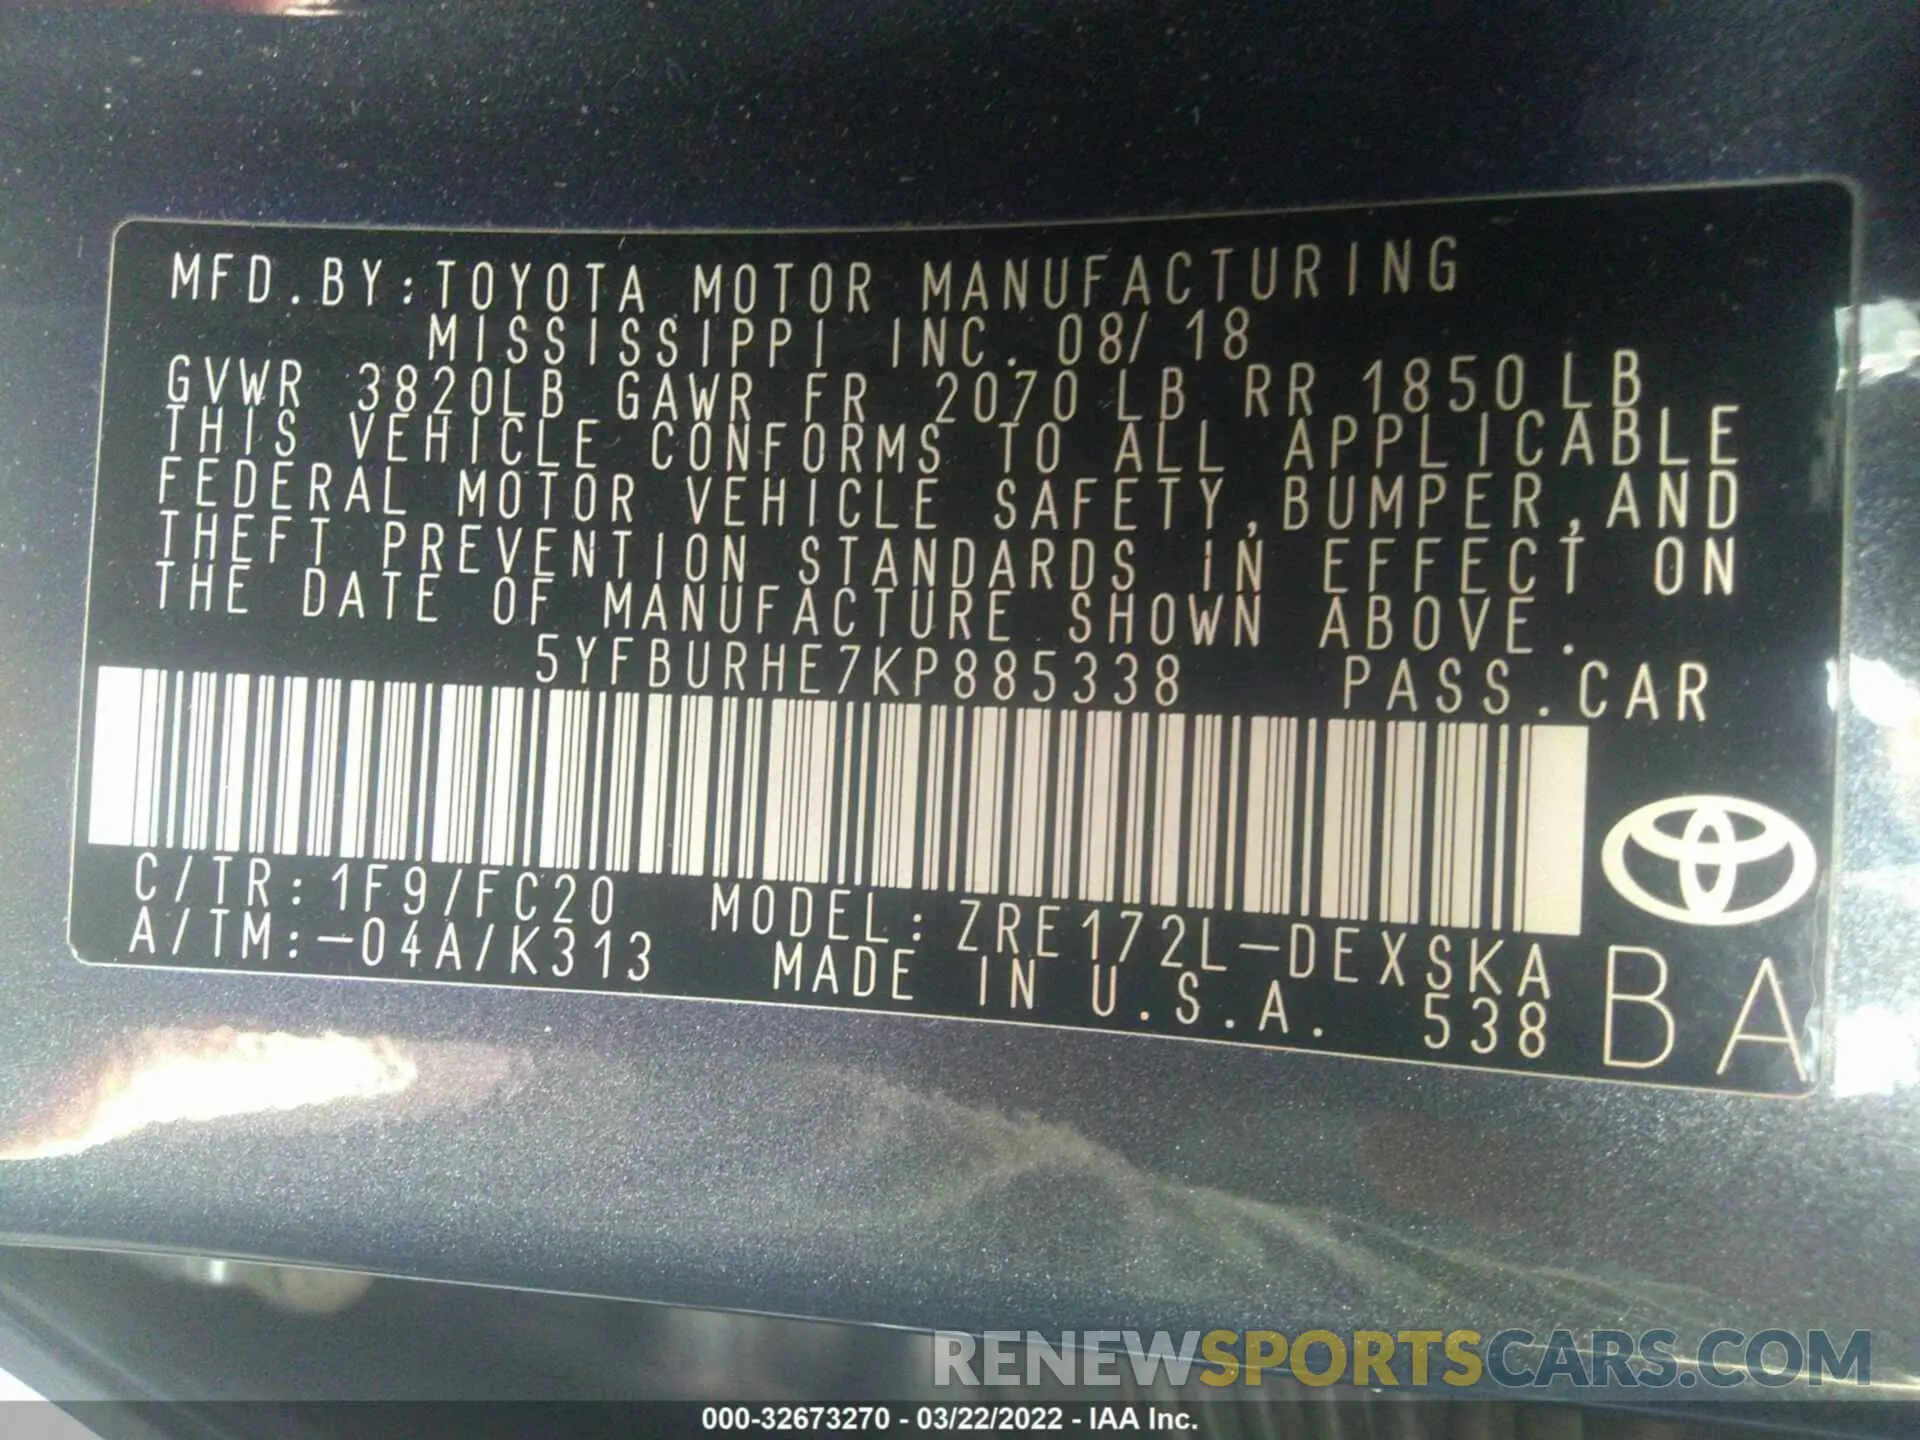 MFD.BY:TOYOTA MOTOR MANUFACTURING
MISSISSIPPI INC. 08/18
GVWR 3820LB GAWR FR 2070LB RR 1850LB
THIS VEHICLE CONFORMS TO ALL APPLICABLE
FEDERAL MOTOR VEHICLE SAFETY,BUMPER,AND
THEFT PREVENTION STANDARDS IN EFFECT ON
THE DATE OF MANUFACTURE SHOWN ABOVE.
5YFBURHE7KP885338 PASS.CAR
C/TR:1F9/FC20 MODEL:ZRE172L-DEXSKA
A/TM:-04A/K313 MADE IN U.S.A. 538
BA
RENEWSPORTSCARS.COM
000-32673270 - 03/22/2022 - IAA Inc.